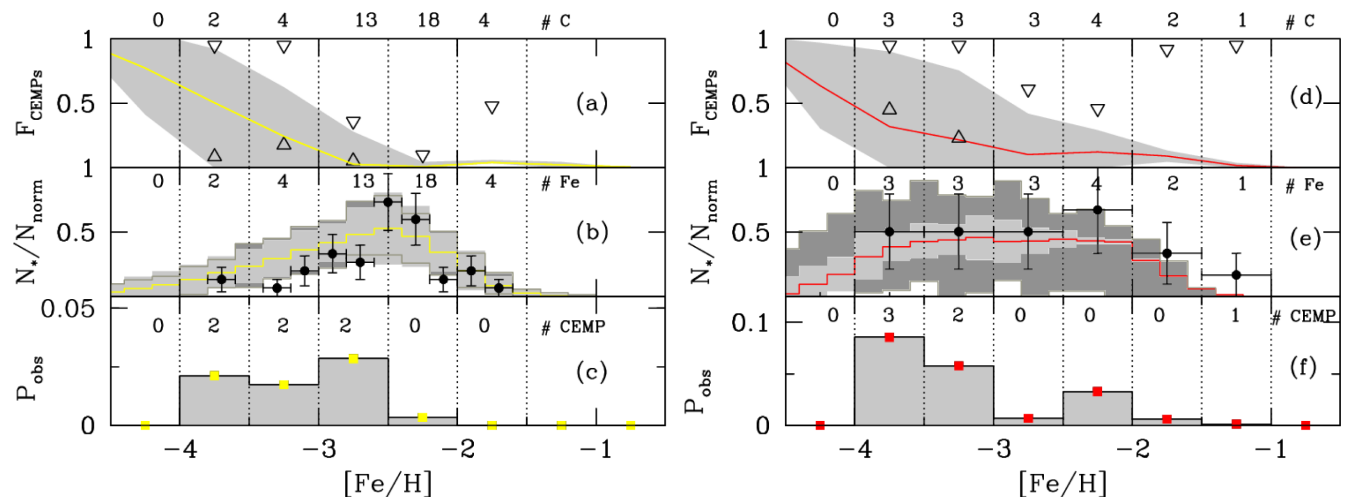 0 2 4 13 18 4 # C
1
0.5
F_CEMPs
(a)
1
0 2 4 13 18 4 # Fe
0.5
N_*/N_norm
(b)
0.05
0 2 2 2 0 0 # CEMP
P_obs
(c)
0
−4 −3 −2 −1
[Fe/H]
0 3 3 3 4 2 1 # C
1
0.5
F_CEMPs
(d)
1
0 3 3 3 4 2 1 # Fe
0.5
N_*/N_norm
(e)
0.1
0 3 2 0 0 0 1 # CEMP
P_obs
(f)
0
−4 −3 −2 −1
[Fe/H]